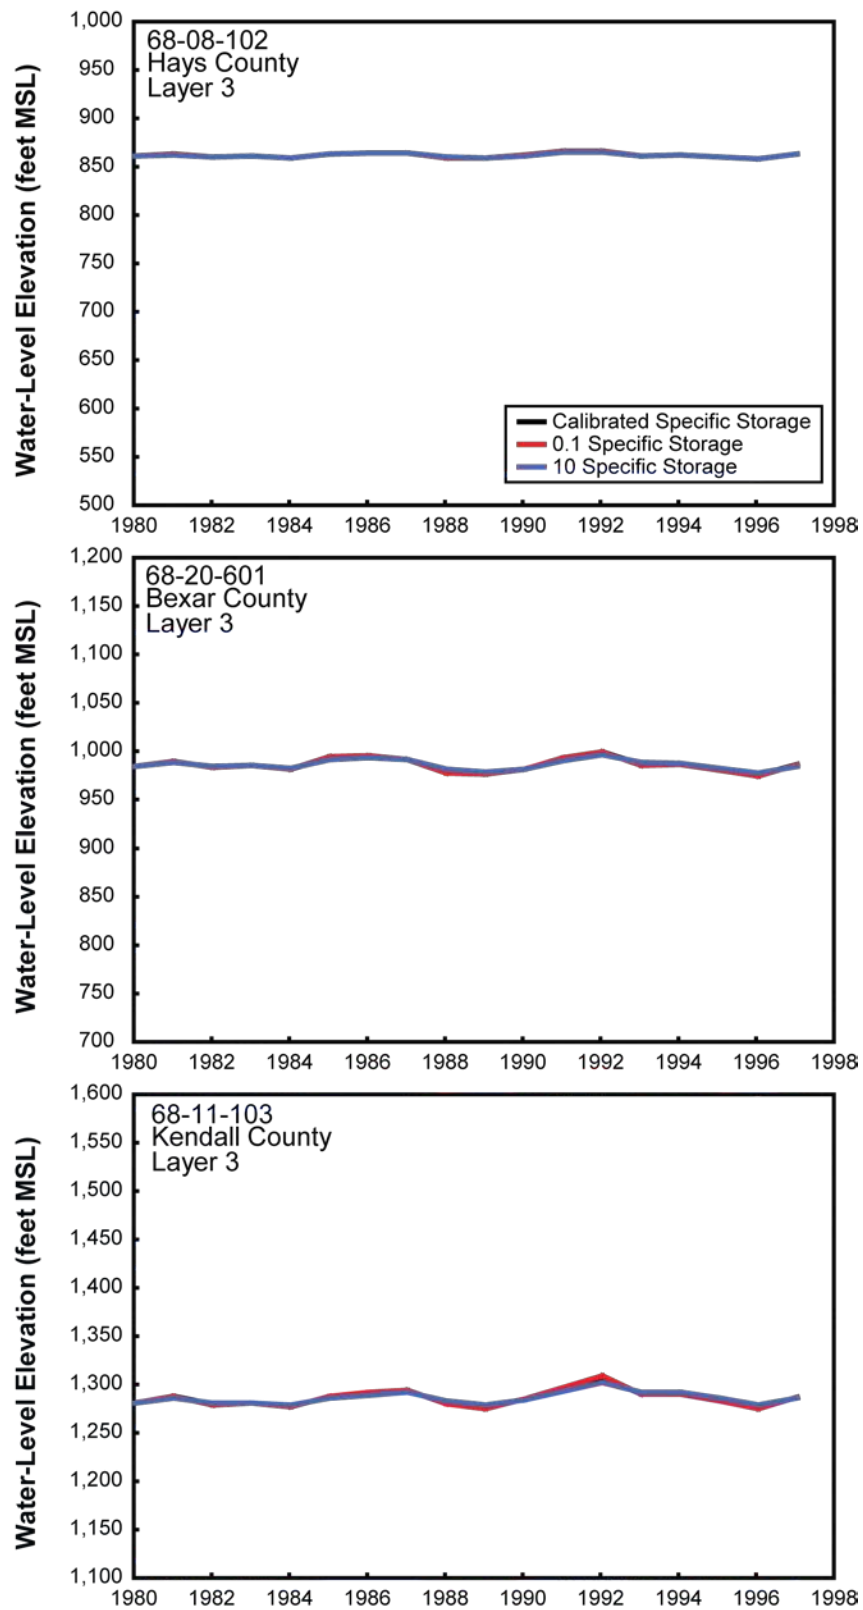 Water-Level Elevation (feet MSL)
1,000
950
900
850
800
750
700
650
600
550
500
68-08-102
Hays County
Layer 3
Calibrated Specific Storage
0.1 Specific Storage
10 Specific Storage
1980 1982 1984 1986 1988 1990 1992 1994 1996 1998
Water-Level Elevation (feet MSL)
1,200
1,150
1,100
1,050
1,000
950
900
850
800
750
700
68-20-601
Bexar County
Layer 3
1980 1982 1984 1986 1988 1990 1992 1994 1996 1998
Water-Level Elevation (feet MSL)
1,600
1,550
1,500
1,450
1,400
1,350
1,300
1,250
1,200
1,150
1,100
68-11-103
Kendall County
Layer 3
1980 1982 1984 1986 1988 1990 1992 1994 1996 1998